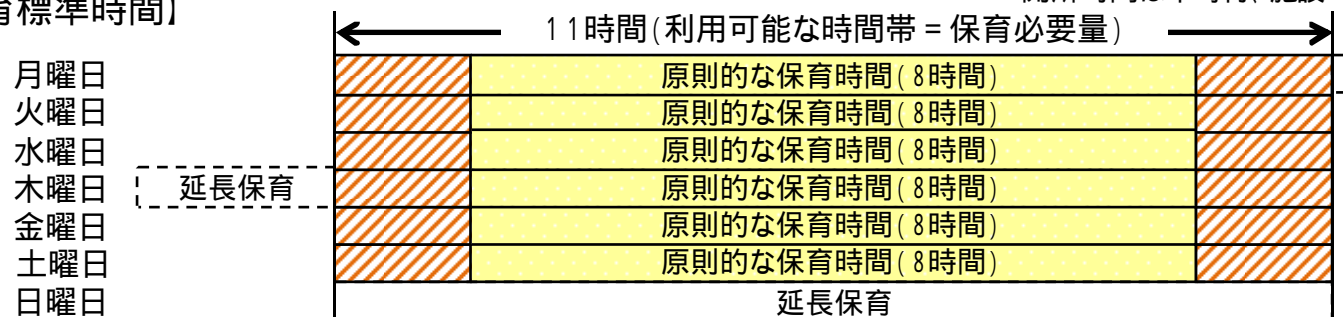 育標準時間】
11時間(利用可能な時間帯=保育必要量)
月曜日 原則的な保育時間(8時間)
火曜日 原則的な保育時間(8時間)
水曜日 原則的な保育時間(8時間)
木曜日 延長保育 原則的な保育時間(8時間)
金曜日 原則的な保育時間(8時間)
土曜日 原則的な保育時間(8時間)
日曜日 延長保育